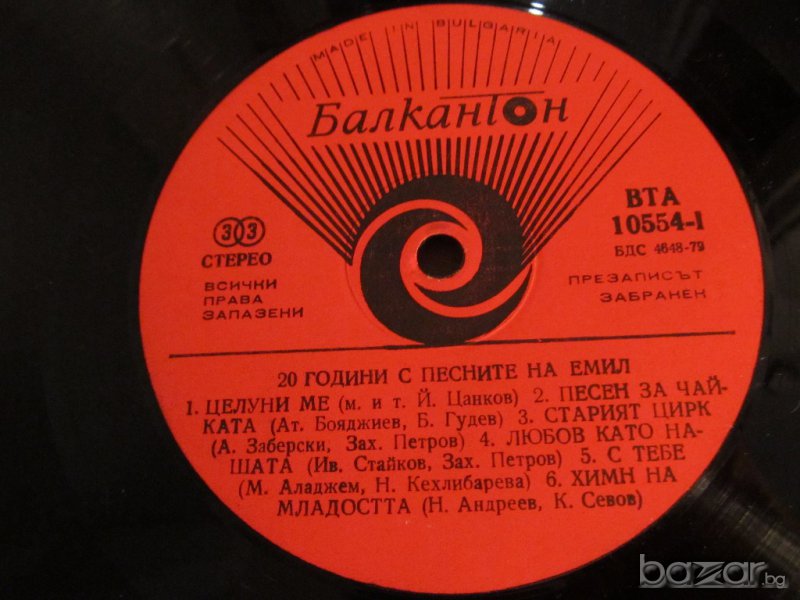 MADE IN BULGARIA
Балкантон
33
СТЕРЕО
ВСИЧКИ
ПРАВА
ЗАПАЗЕНИ
ВТА
10554-I
БДС 4648-79
ПРЕЗАПИСЪТ
ЗАБРАНЕН
20 ГОДИНИ С ПЕСНИТЕ НА ЕМИЛ
1. ЦЕЛУНИ МЕ (м. и т. Й. Цанков) 2. ПЕСЕН ЗА ЧАЙ-
КАТА (Ат. Бояджиев, Б. Гудев) 3. СТАРИЯТ ЦИРК
(А. Заберски, Зах. Петров) 4. ЛЮБОВ КАТО НА-
ШАТА (Ив. Стайков, Зах. Петров) 5. С ТЕБЕ
(М. Аладжем, Н. Кехлибарева) 6. ХИМН НА
МЛАДОСТТА (Н. Андреев, К. Севов)
bazar.bg